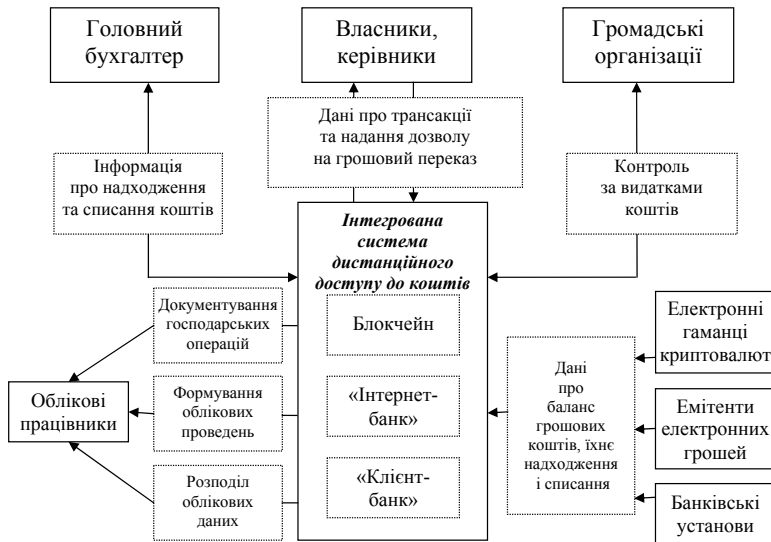 Головний
бухгалтер
Власники,
керівники
Громадські
організації
Дані про трансакції
та надання дозволу
на грошовий переказ
Інформація
про надходження
та списання коштів
Контроль
за видатками
коштів
Інтегрована
система
дистанційного
доступу до коштів
Блокчейн
«Інтернет-
банк»
«Клієнт-
банк»
Документування
господарських
операцій
Формування
облікових
проведень
Розподіл
облікових
даних
Облікові
працівники
Дані
про
баланс
грошових
коштів, їхнє
надходження
і списання
Електронні
гаманці
криптовалют
Емітенти
електронних
грошей
Банківські
установи